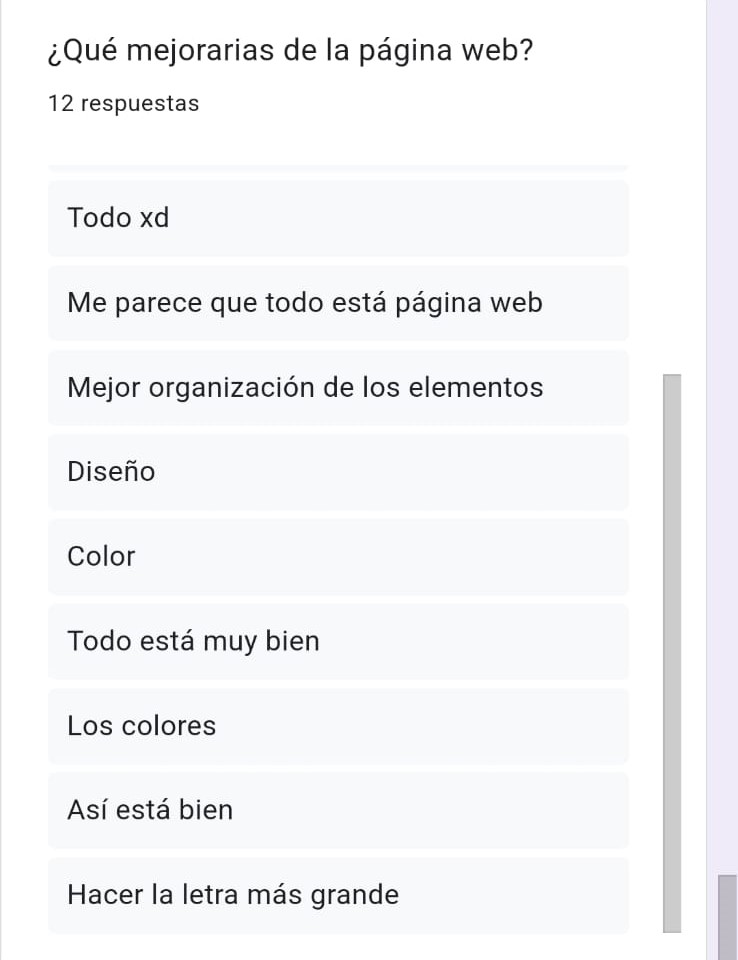 ¿Qué mejorarias de la página web?
12 respuestas
Todo xd
Me parece que todo está página web
Mejor organización de los elementos
Diseño
Color
Todo está muy bien
Los colores
Así está bien
Hacer la letra más grande